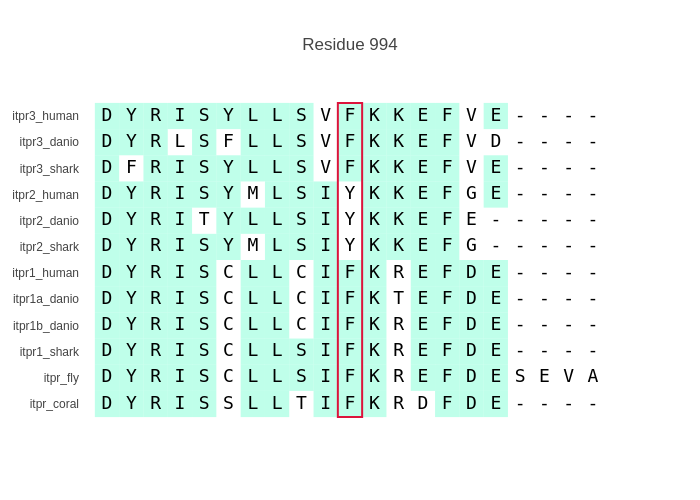 Residue 994
itpr3_human D Y R I S Y L L S V F K K E F V E - - - -
itpr3_danio D Y R L S F L L S V F K K E F V D - - - -
itpr3_shark D F R I S Y L L S V F K K E F V E - - - -
itpr2_human D Y R I S Y M L S I Y K K E F G E - - - -
itpr2_danio D Y R I T Y L L S I Y K K E F E - - - - -
itpr2_shark D Y R I S Y M L S I Y K K E F G - - - - -
itpr1_human D Y R I S C L L C I F K R E F D E - - - -
itpr1a_danio D Y R I S C L L C I F K T E F D E - - - -
itpr1b_danio D Y R I S C L L C I F K R E F D E - - - -
itpr1_shark D Y R I S C L L S I F K R E F D E - - - -
itpr_fly D Y R I S C L L S I F K R E F D E S E V A
itpr_coral D Y R I S S L L T I F K R D F D E - - - -